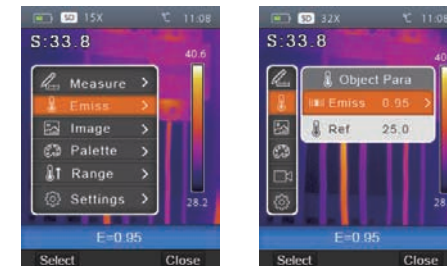 SD 15X °C 11:08
S:33.8
40.6
Measure >
Emiss >
Image >
Palette >
Range >
Settings >
28.2
E=0.95
Select Close
SD 32X °C 11:08
S:33.8
40
Object Para
Emiss 0.95 >
Ref 25.0
28
E=0.95
Select Close